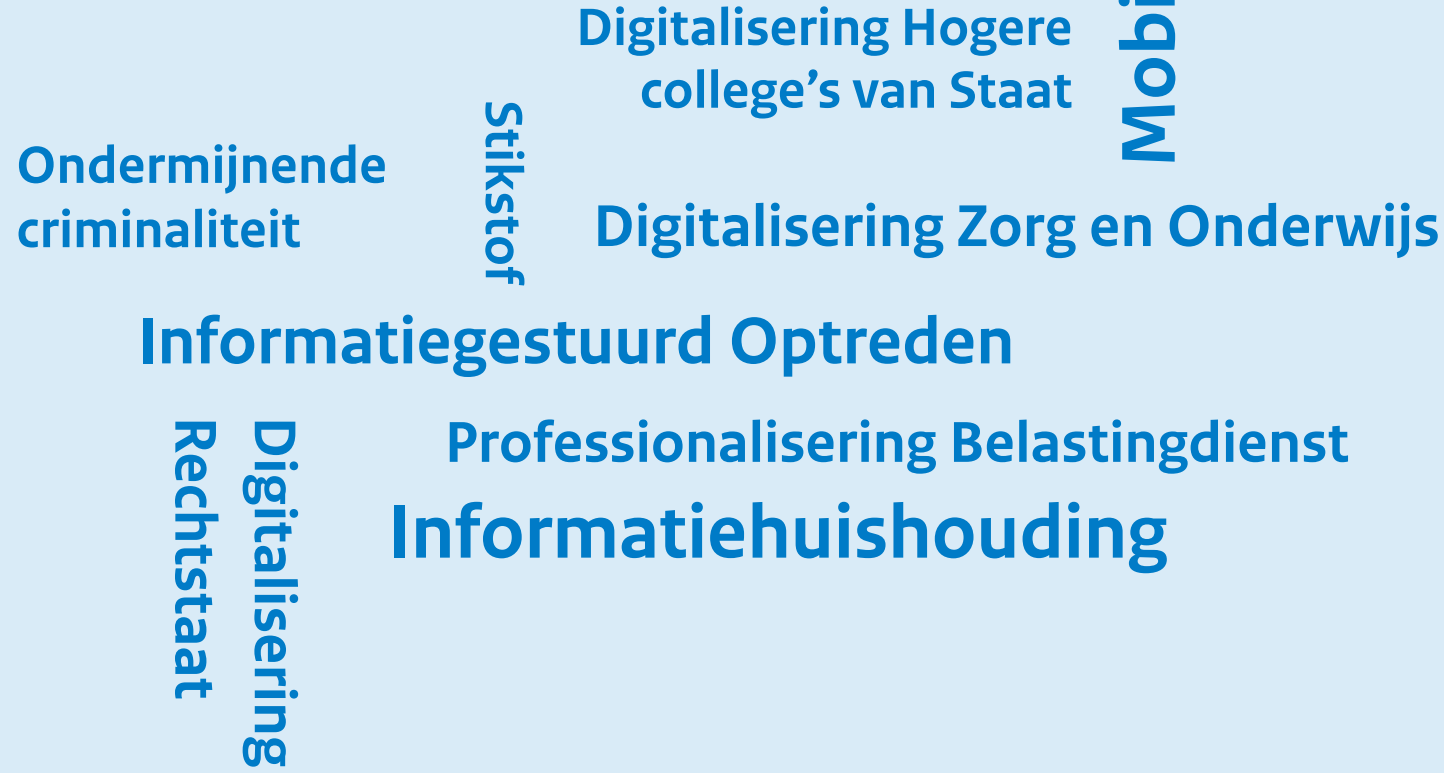 Digitalisering Hogere
college's van Staat
Mobi
Stikstof
Ondermijnende
criminaliteit
Digitalisering Zorg en Onderwijs
Informatiegestuurd Optreden
Professionalisering Belastingdienst
Informatiehuishouding
Digitalisering
Rechtstaat